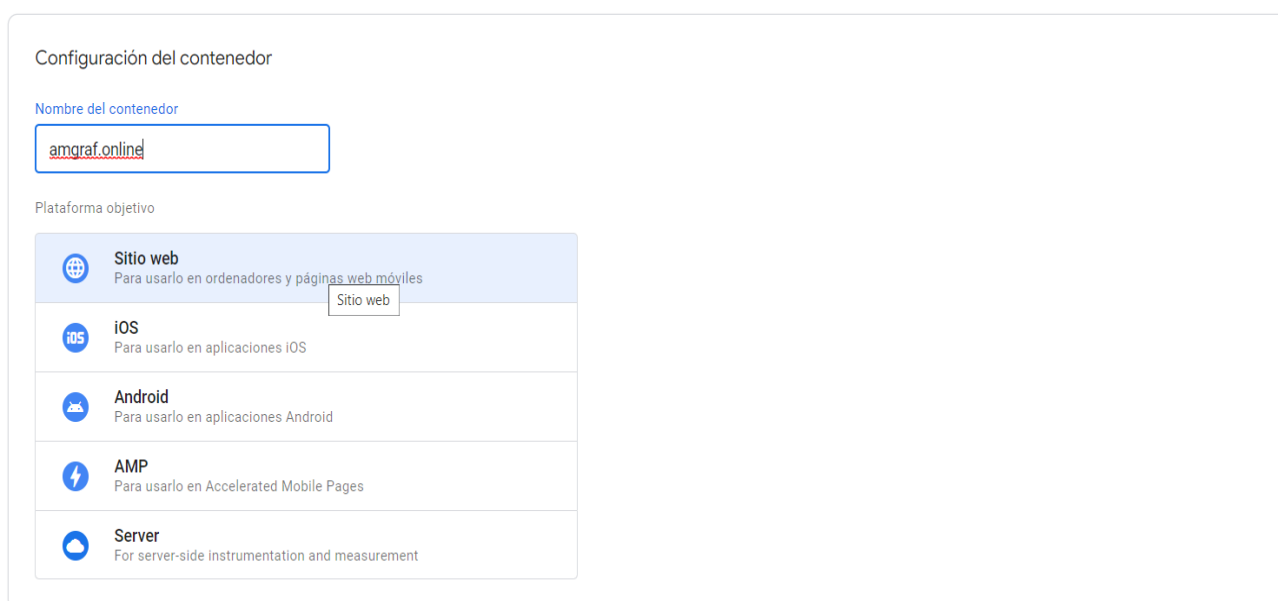 Configuración del contenedor
Nombre del contenedor
amgraf.online
Plataforma objetivo
Sitio web
Para usarlo en ordenadores y páginas web móviles
Sitio web
iOS
iOS
Para usarlo en aplicaciones iOS
Android
Para usarlo en aplicaciones Android
AMP
Para usarlo en Accelerated Mobile Pages
Server
For server-side instrumentation and measurement